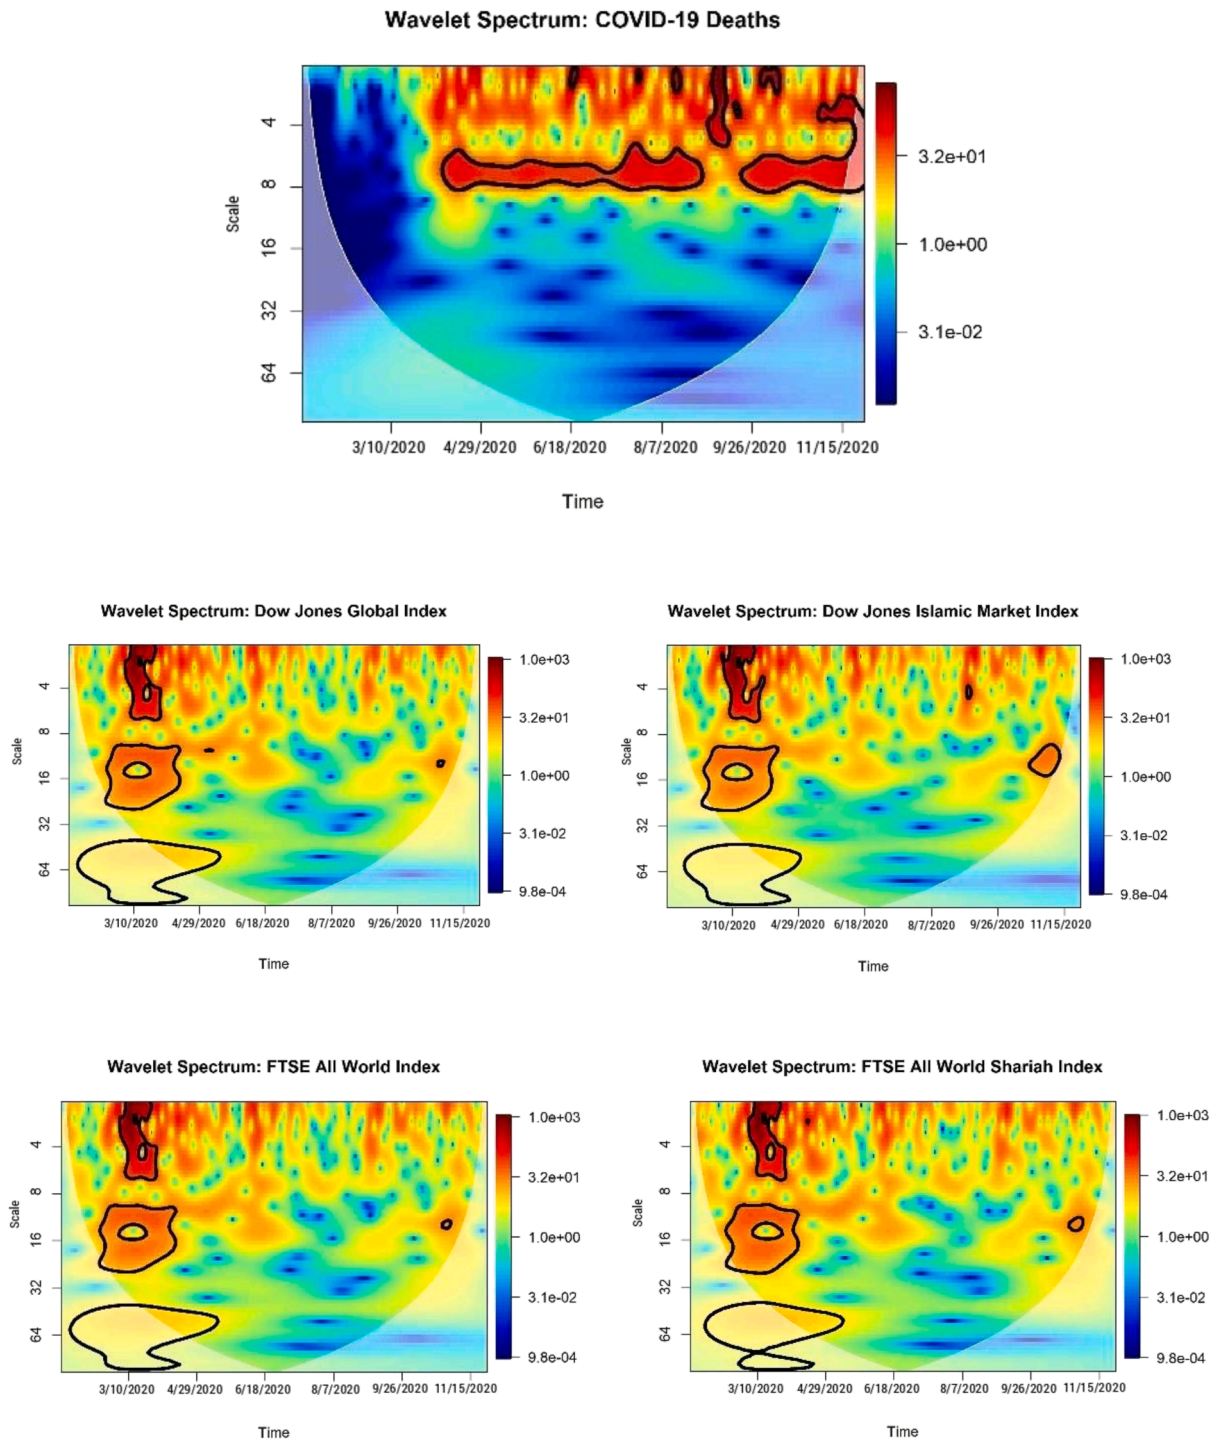 Wavelet Spectrum: COVID-19 Deaths
Scale
4
8
16
32
64
3.2e+01
1.0e+00
3.1e-02
3/10/2020 4/29/2020 6/18/2020 8/7/2020 9/26/2020 11/15/2020
Time
Wavelet Spectrum: Dow Jones Global Index
Scale
4
8
16
32
64
1.0e+03
3.2e+01
1.0e+00
3.1e-02
9.8e-04
3/10/2020 4/29/2020 6/18/2020 8/7/2020 9/26/2020 11/15/2020
Time
Wavelet Spectrum: Dow Jones Islamic Market Index
Scale
4
8
16
32
64
1.0e+03
3.2e+01
1.0e+00
3.1e-02
9.8e-04
3/10/2020 4/29/2020 6/18/2020 8/7/2020 9/26/2020 11/15/2020
Time
Wavelet Spectrum: FTSE All World Index
Scale
4
8
16
32
64
1.0e+03
3.2e+01
1.0e+00
3.1e-02
9.8e-04
3/10/2020 4/29/2020 6/18/2020 8/7/2020 9/26/2020 11/15/2020
Time
Wavelet Spectrum: FTSE All World Shariah Index
Scale
4
8
16
32
64
1.0e+03
3.2e+01
1.0e+00
3.1e-02
9.8e-04
3/10/2020 4/29/2020 6/18/2020 8/7/2020 9/26/2020 11/15/2020
Time